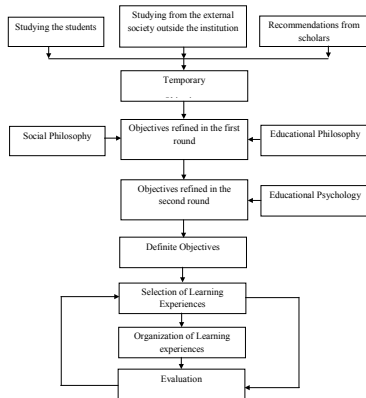 Studying the students
Studying from the external
society outside the institution
Recommendations from
scholars
Temporary
Social Philosophy
Objectives refined in the first
round
Educational Philosophy
Objectives refined in the
second round
Educational Psychology
Definite Objectives
Selection of Learning
Experiences
Organization of Learning
experiences
Evaluation